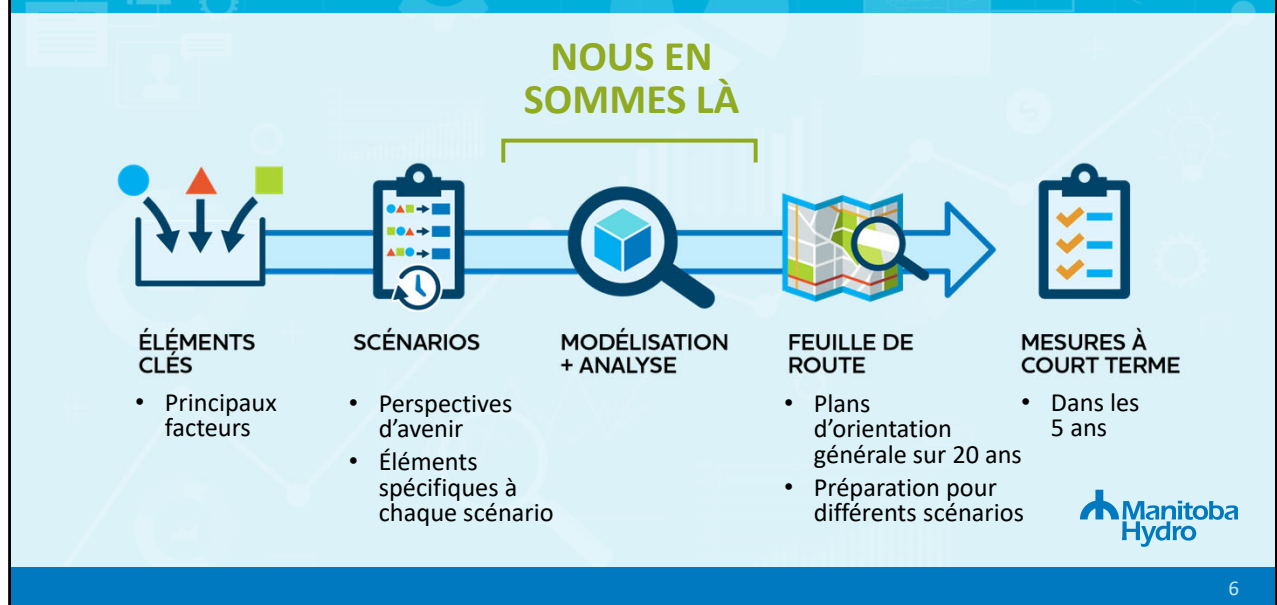 NOUS EN
SOMMES LÀ
ÉLÉMENTS
CLÉS
• Principaux
facteurs
SCÉNARIOS
• Perspectives
d'avenir
• Éléments
spécifiques à
chaque scénario
MODÉLISATION
+ ANALYSE
FEUILLE DE
ROUTE
• Plans
d'orientation
générale sur 20 ans
• Préparation pour
différents scénarios
MESURES À
COURT TERME
• Dans les
5 ans
Manitoba
Hydro
6